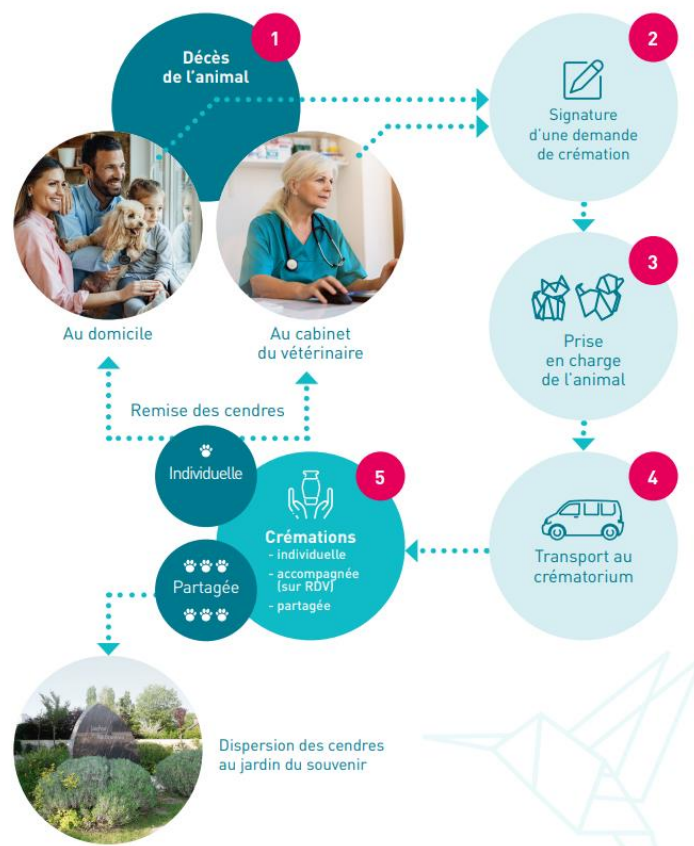 1
Décès
de l'animal
2
Signature
d'une demande
de crémation
Au domicile
Au cabinet
du vétérinaire
3
Prise
en charge
de l'animal
Remise des cendres
Individuelle
4
Transport au
crématorium
5
Crémations
- individuelle
- accompagnée
(sur RDV)
- partagée
Partagée
Dispersion des cendres
au jardin du souvenir